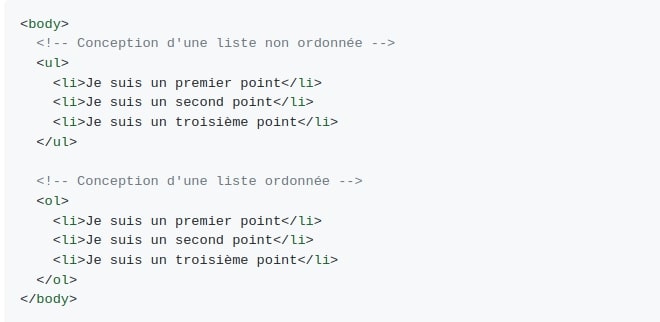 <body>
<!-- Conception d'une liste non ordonnée -->
<ul>
<li>Je suis un premier point</li>
<li>Je suis un second point</li>
<li>Je suis un troisième point</li>
</ul>
<!-- Conception d'une liste ordonnée -->
<ol>
<li>Je suis un premier point</li>
<li>Je suis un second point</li>
<li>Je suis un troisième point</li>
</ol>
</body>